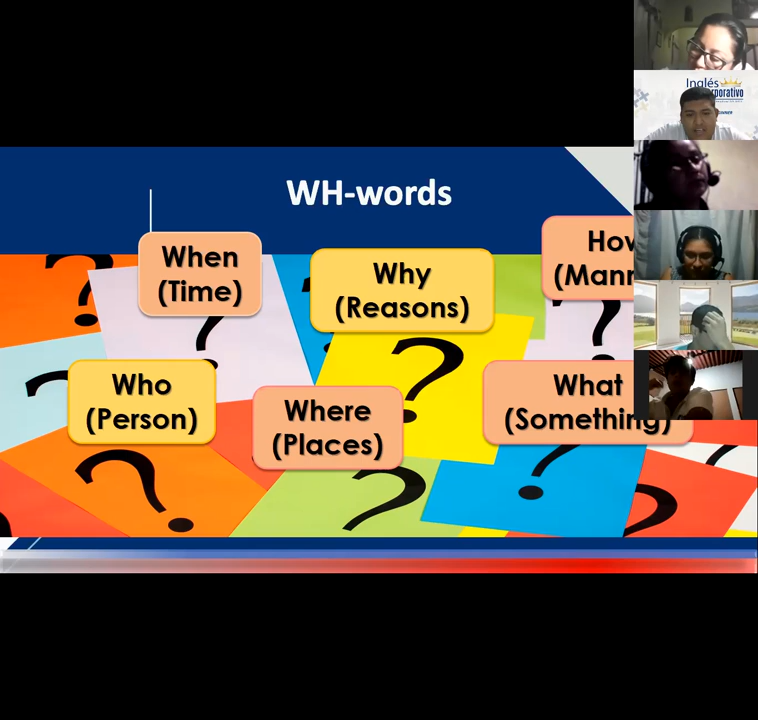 WH-words
When
(Time)
Why
(Reasons)
Who
(Person)
Where
(Places)
What
(Something)
Inglés